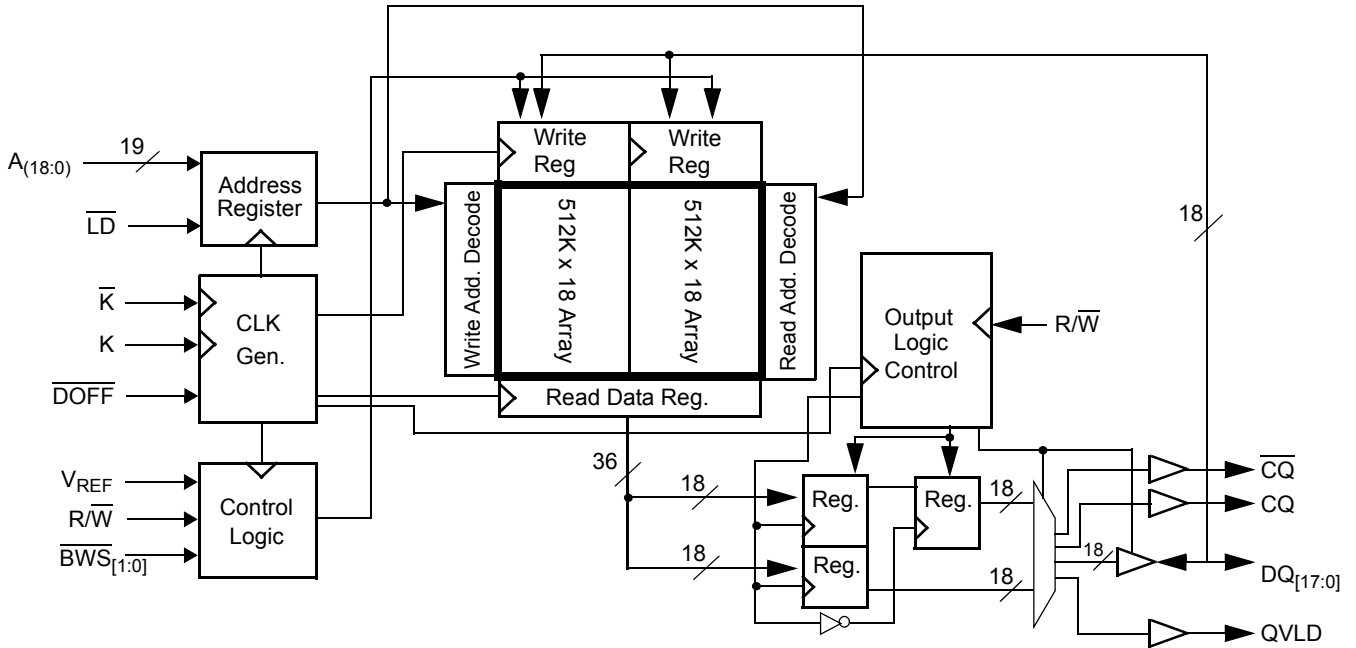 19
A(18:0)
LD
Address
Register
K
K
DOFF
CLK
Gen.
VREF
R/W
BWS[1:0]
Control
Logic
Write
Reg
Write
Reg
Write Add. Decode
512K x 18 Array
512K x 18 Array
Read Add. Decode
Read Data Reg.
36
18
18
Output
Logic
Control
R/W
18
Reg.
Reg.
Reg.
18
18
18
CQ
CQ
DQ[17:0]
QVLD